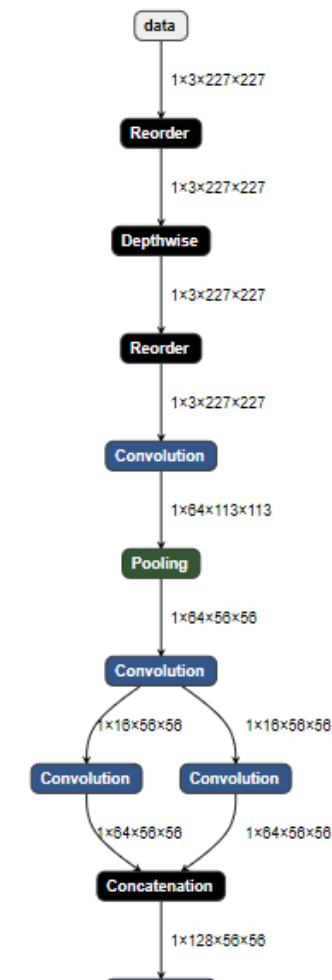 data
1×3×227×227
Reorder
1×3×227×227
Depthwise
1×3×227×227
Reorder
1×3×227×227
Convolution
1×64×113×113
Pooling
1×64×56×56
Convolution
1×16×56×56 1×16×56×56
Convolution Convolution
1×64×56×56 1×64×56×56
Concatenation
1×128×56×56